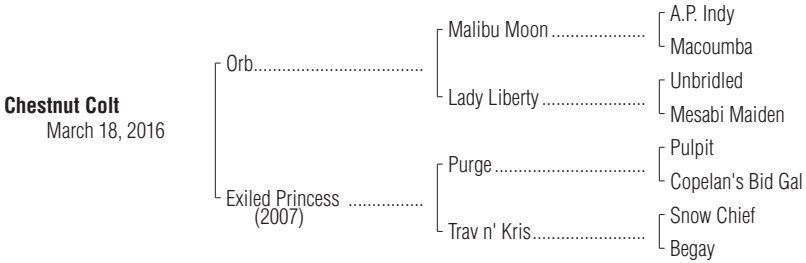 Chestnut Colt
March 18, 2016
Orb..................................
Exiled Princess ................
(2007)
Malibu Moon ....................
Lady Liberty ......................
Purge ................................
Trav n' Kris........................
A.P. Indy
Macoumba
Unbridled
Mesabi Maiden
Pulpit
Copelan's Bid Gal
Snow Chief
Begay